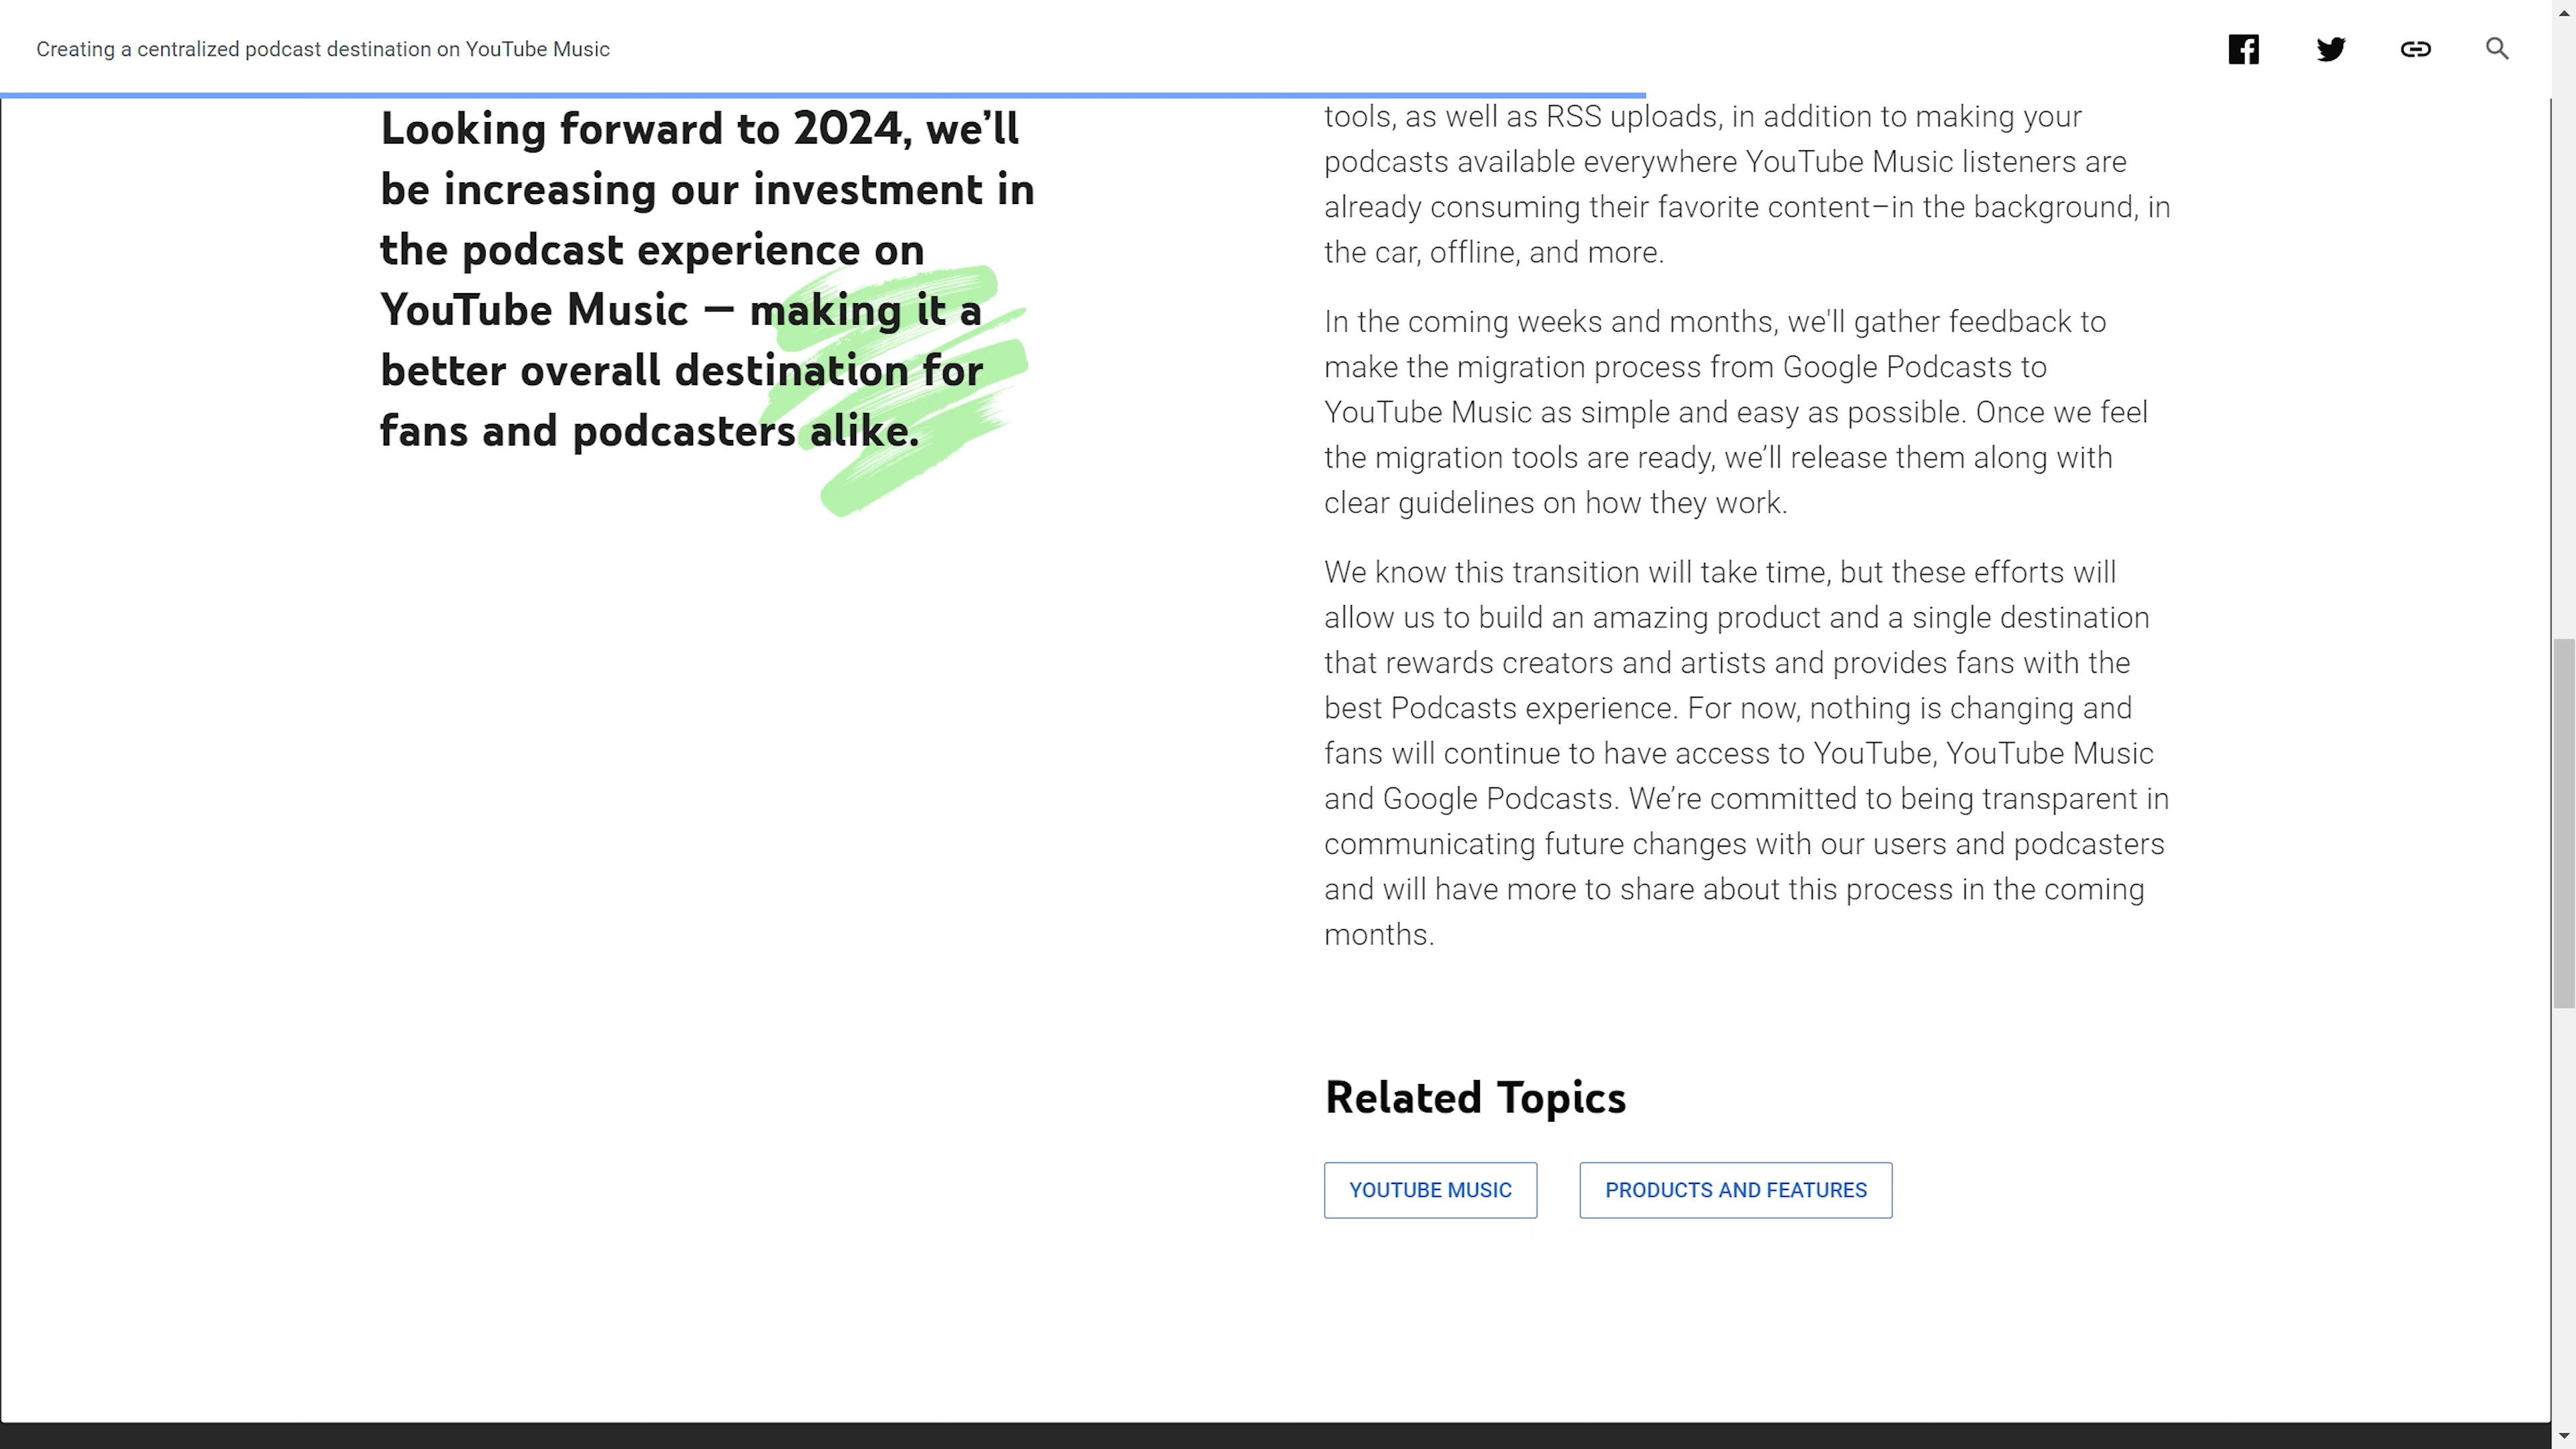 Creating a centralized podcast destination on YouTube Music
Looking forward to 2024, we’ll
be increasing our investment in
the podcast experience on
YouTube Music — making it a
better overall destination for
fans and podcasters alike.
tools, as well as RSS uploads, in addition to making your
podcasts available everywhere YouTube Music listeners are
already consuming their favorite content–in the background, in
the car, offline, and more.
In the coming weeks and months, we'll gather feedback to
make the migration process from Google Podcasts to
YouTube Music as simple and easy as possible. Once we feel
the migration tools are ready, we’ll release them along with
clear guidelines on how they work.
We know this transition will take time, but these efforts will
allow us to build an amazing product and a single destination
that rewards creators and artists and provides fans with the
best Podcasts experience. For now, nothing is changing and
fans will continue to have access to YouTube, YouTube Music
and Google Podcasts. We’re committed to being transparent in
communicating future changes with our users and podcasters
and will have more to share about this process in the coming
months.
Related Topics
YOUTUBE MUSIC
PRODUCTS AND FEATURES